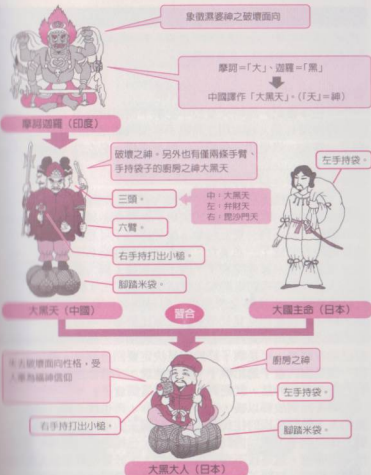 象徵濕婆神之破壞面向
摩訶=「大」、迦羅=「黑」
中國譯作「大黑天」、(「天」=神)
摩訶迦羅(印度)
破壞之神。另外也有僅兩條手臂、
手持袋子的廚房之神大黑天
三頭。
中:大黑天
左:弁財天
右:毘沙門天
六臂。
右手持打出小槌。
腳踏米袋。
大黑天(中國)
左手持袋。
大國主命(日本)
習合
失去破壞面向性格,受
人奉為福神信仰
廚房之神
左手持袋。
右手持打出小槌。
腳踏米袋。
大黑大人(日本)